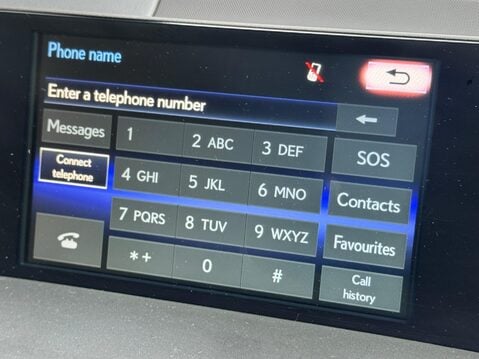 Phone name
Enter a telephone number
Messages
1
2 ABC
3 DEF
SOS
Connect
telephone
4 GHI
5 JKL
6 MNO
Contacts
7 PQRS
8 TUV
9 WXYZ
Favourites
*+
0
#
Call
history